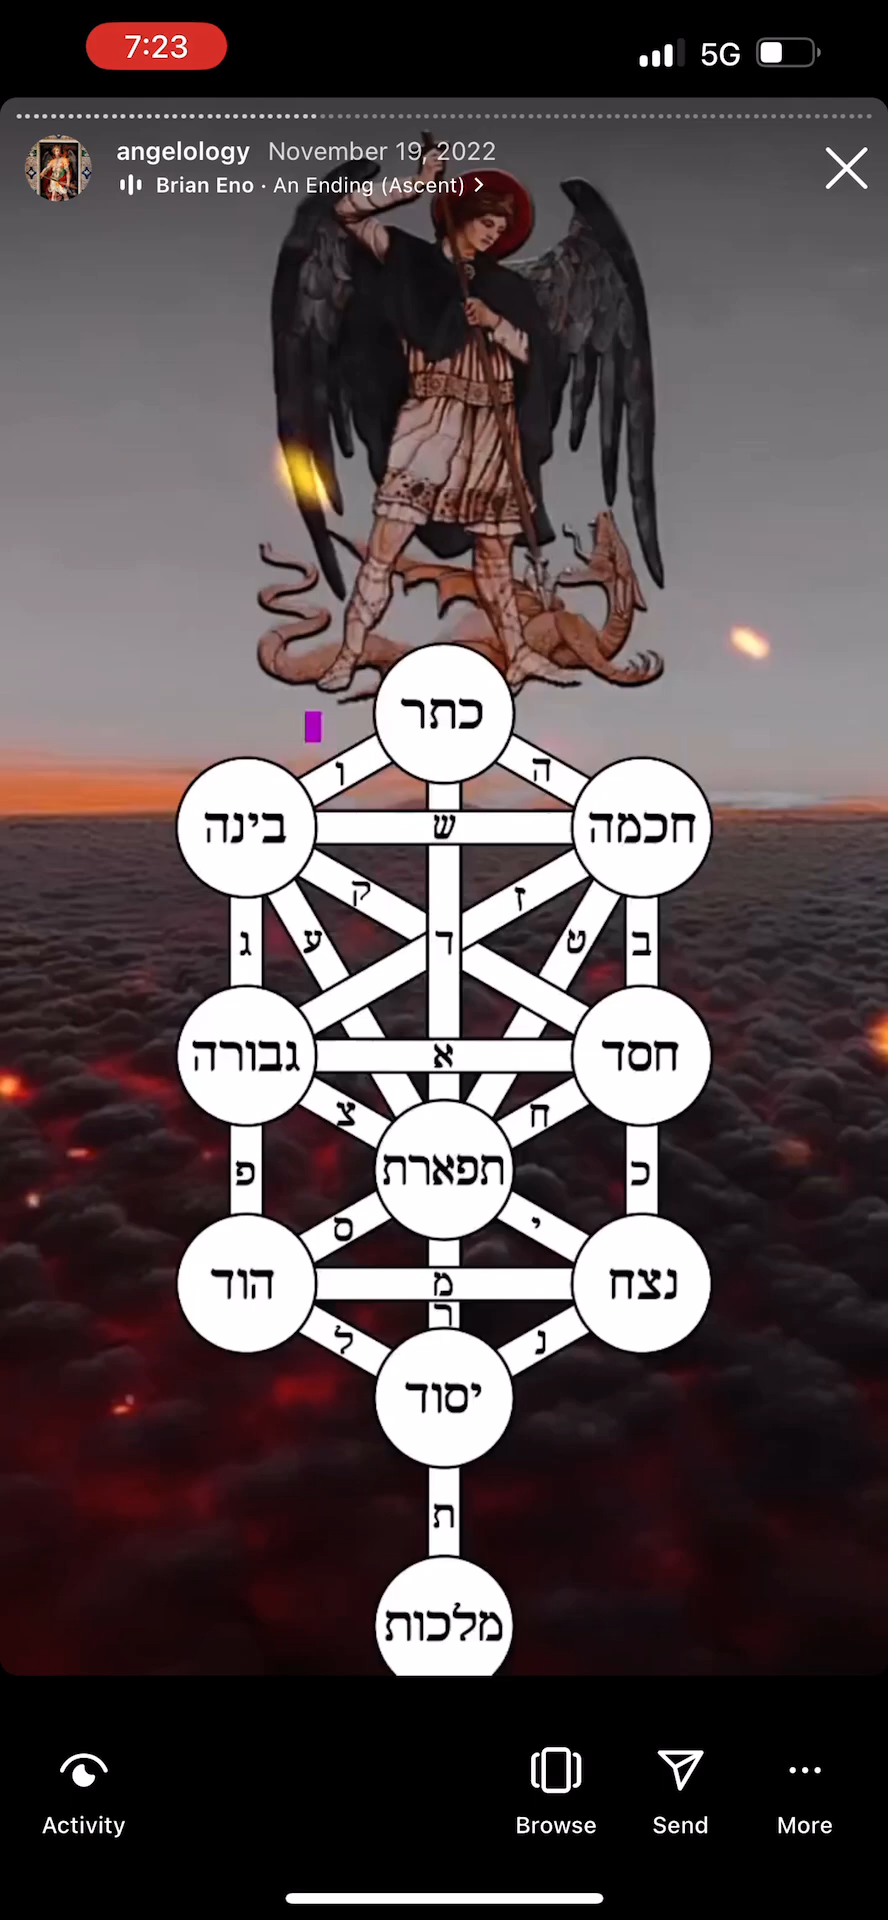 7:23
5G
angelology November 19, 2022
Brian Eno · An Ending (Ascent) >
כתר
ו
ה
בינה
ש
חכמה
ק
ז
ג
ע
ד
ט
ב
גבורה
א
חסד
צ
ח
פ
תפארת
כ
ס
י
הוד
מ
נצח
ר
ל
נ
יסוד
ת
מלכות
Activity
Browse
Send
More